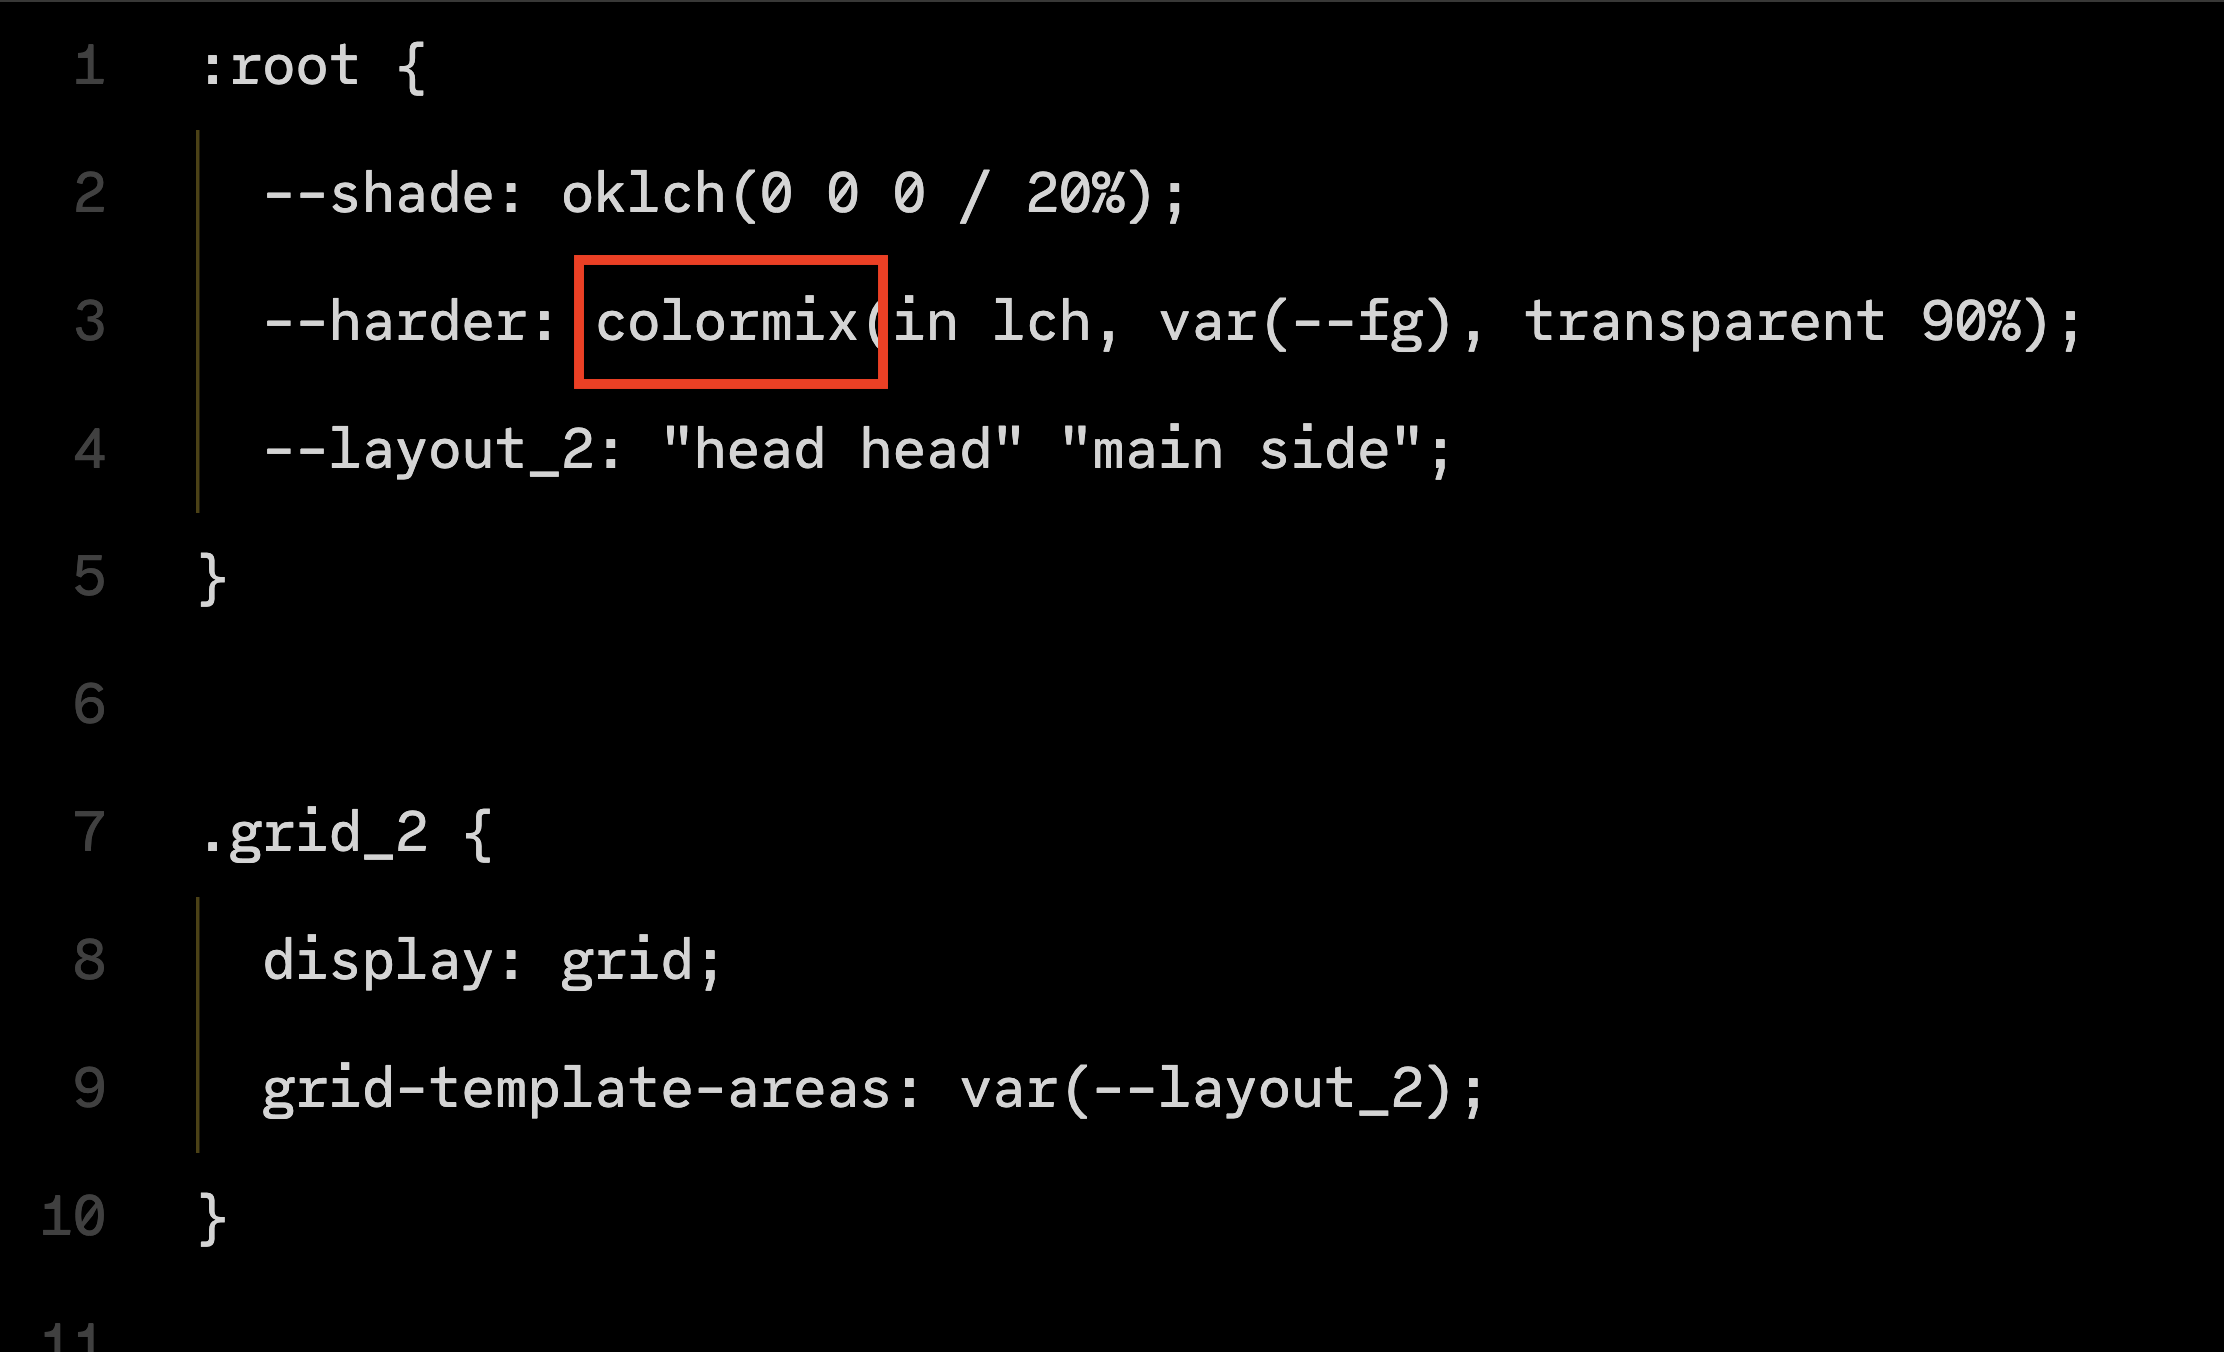 1 :root {
2 --shade: oklch(0 0 0 / 20%);
3 --harder: colormix(in lch, var(--fg), transparent 90%);
4 --layout_2: "head head" "main side";
5 }
6
7 .grid_2 {
8 display: grid;
9 grid-template-areas: var(--layout_2);
10 }
11